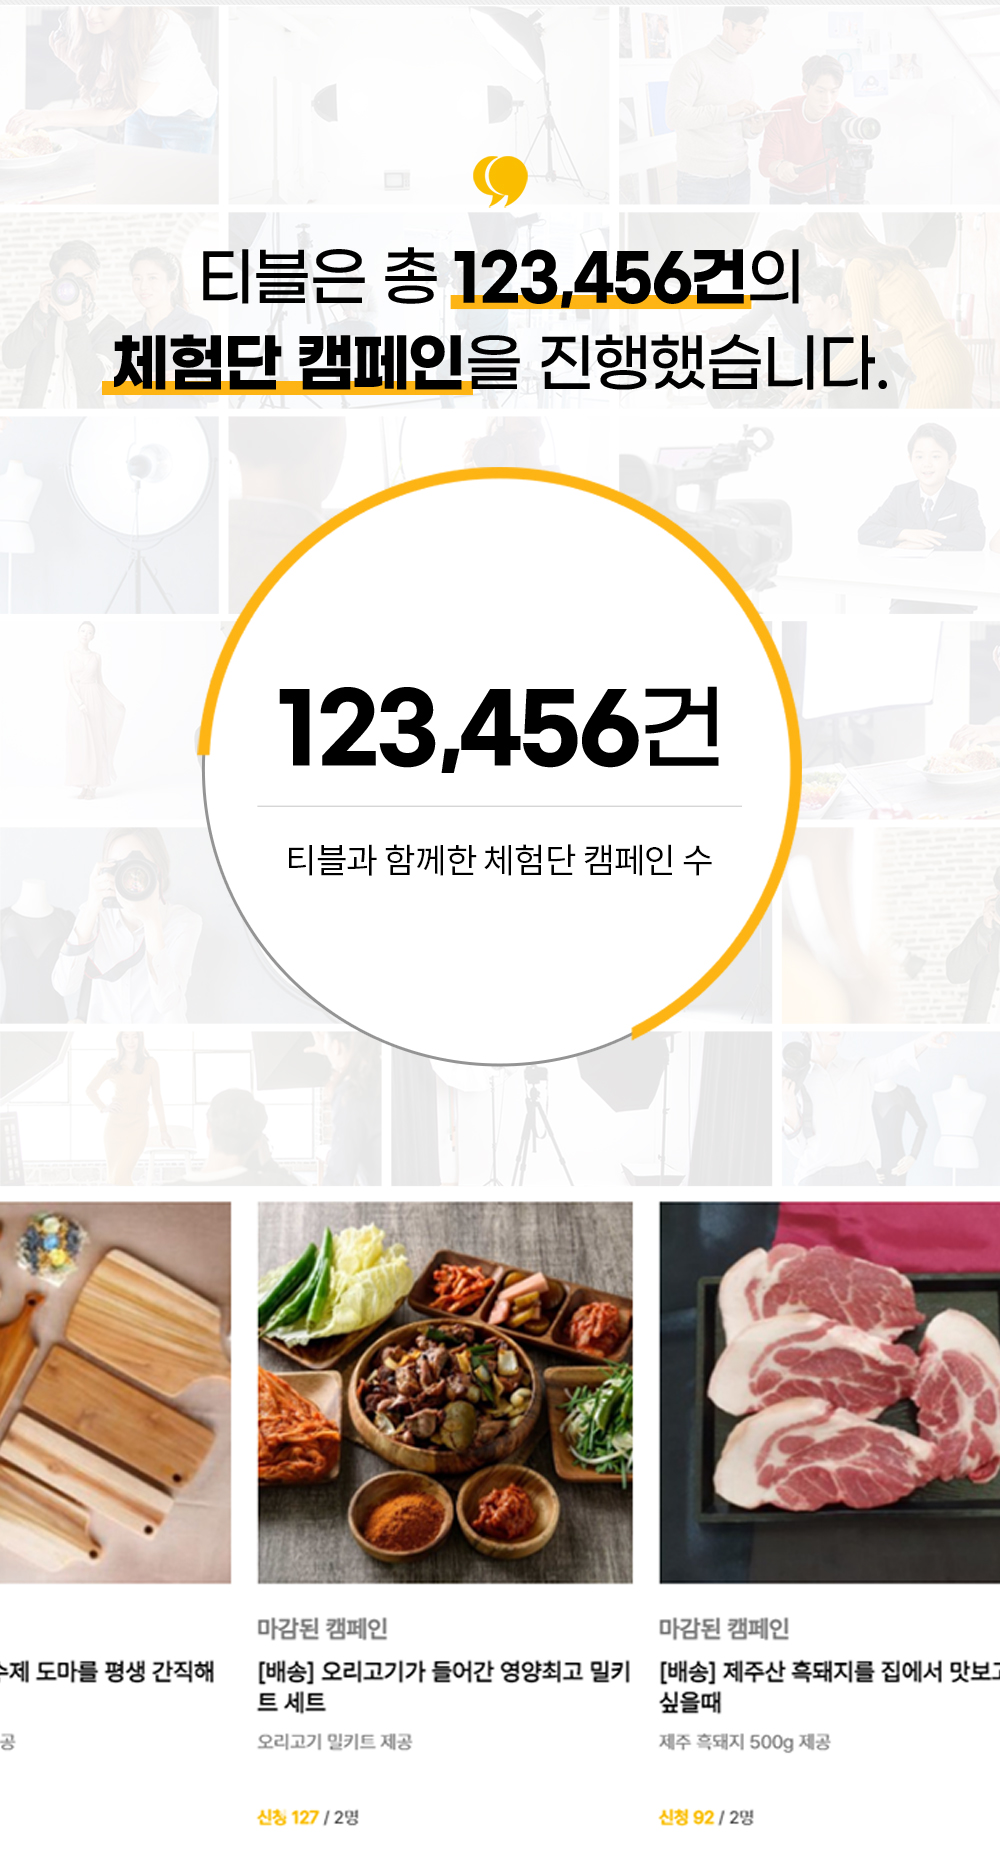 티블은 총 123,456건의
체험단 캠페인을 진행했습니다.
123,456건
티블과 함께한 체험단 캠페인 수
수제 도마를 평생 간직해
공
마감된 캠페인
[배송] 오리고기가 들어간 영양최고 밀키
트 세트
오리고기 밀키트 제공
신청 127 / 2명
마감된 캠페인
[배송] 제주산 흑돼지를 집에서 맛보고
싶을때
제주 흑돼지 500g 제공
신청 92 / 2명